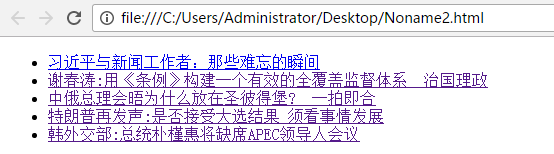 file:///C:/Users/Administrator/Desktop/Noname2.html
习近平与新闻工作者：那些难忘的瞬间
谢春涛:用《条例》构建一个有效的全覆盖监督体系 治国理政
中俄总理会晤为什么放在圣彼得堡？ 一拍即合
特朗普再发声:是否接受大选结果 须看事情发展
韩外交部:总统朴槿惠将缺席APEC领导人会议